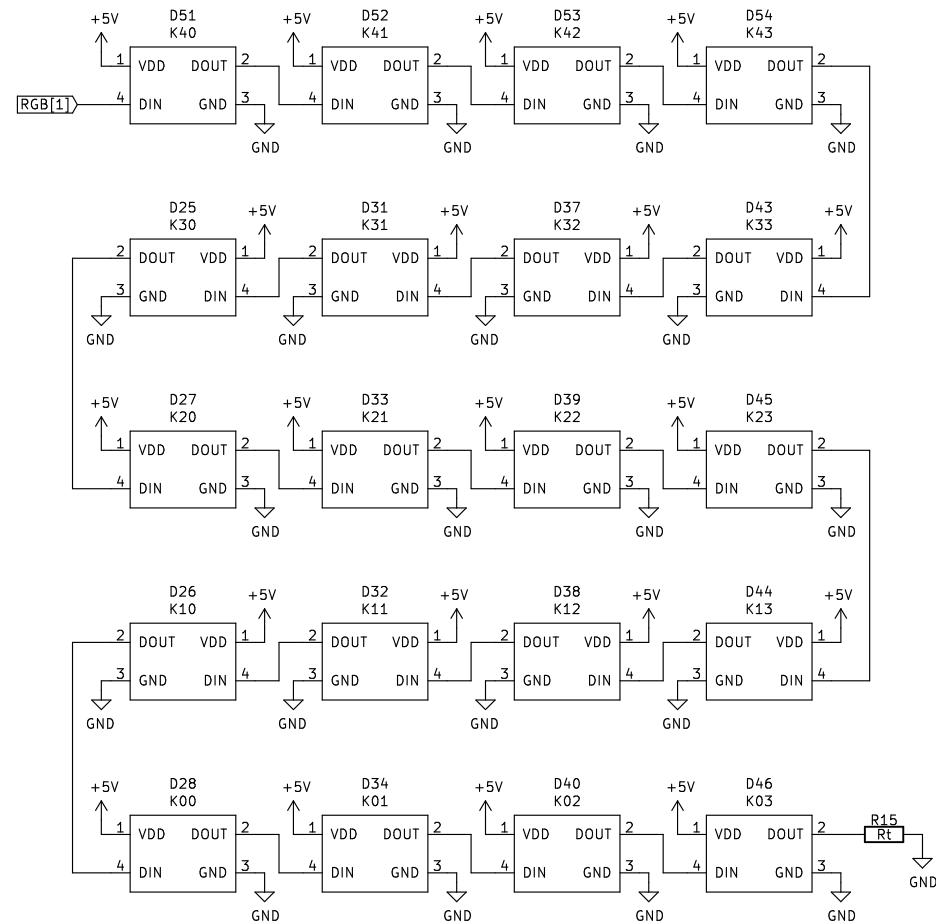 D51 D52 D53 D54
K40 K41 K42 K43
+5V +5V +5V +5V
1 VDD DOUT 2 1 VDD DOUT 2 1 VDD DOUT 2 1 VDD DOUT 2
RGB[1] 4 DIN GND 3 4 DIN GND 3 4 DIN GND 3 4 DIN GND 3
GND GND GND GND
D25 D31 D37 D43
K30 +5V K31 +5V K32 +5V K33 +5V
2 DOUT VDD 1 2 DOUT VDD 1 2 DOUT VDD 1 2 DOUT VDD 1
3 GND DIN 4 3 GND DIN 4 3 GND DIN 4 3 GND DIN 4
GND GND GND GND
D27 D33 D39 D45
+5V K20 +5V K21 +5V K22 +5V K23
1 VDD DOUT 2 1 VDD DOUT 2 1 VDD DOUT 2 1 VDD DOUT 2
4 DIN GND 3 4 DIN GND 3 4 DIN GND 3 4 DIN GND 3
GND GND GND GND
D26 D32 D38 D44
K10 +5V K11 +5V K12 +5V K13 +5V
2 DOUT VDD 1 2 DOUT VDD 1 2 DOUT VDD 1 2 DOUT VDD 1
3 GND DIN 4 3 GND DIN 4 3 GND DIN 4 3 GND DIN 4
GND GND GND GND
D28 D34 D40 D46
+5V K00 +5V K01 +5V K02 +5V K03
R15
1 VDD DOUT 2 1 VDD DOUT 2 1 VDD DOUT 2 1 VDD DOUT 2 Rt
4 DIN GND 3 4 DIN GND 3 4 DIN GND 3 4 DIN GND 3
GND
GND GND GND GND